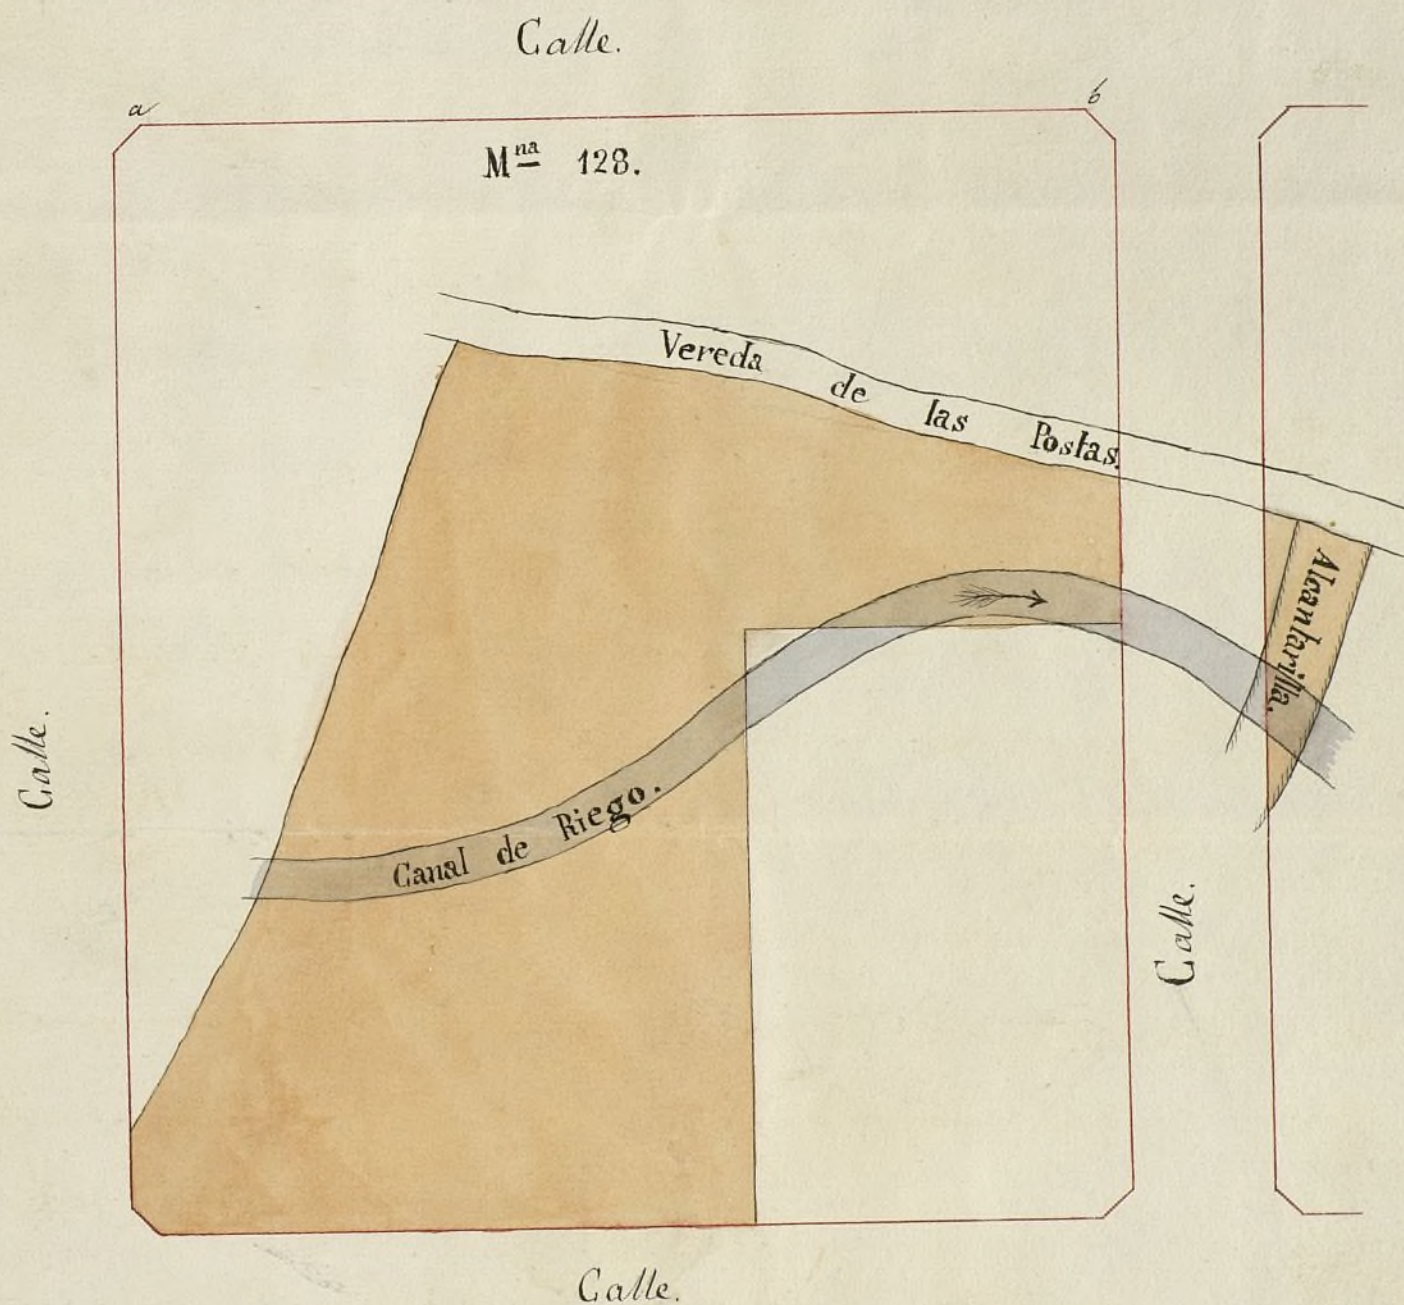 Calle.
a b
Mna 128.
Vereda de las Postas.
Alcantarilla.
Canal de Riego.
Calle.
Calle.
Calle.